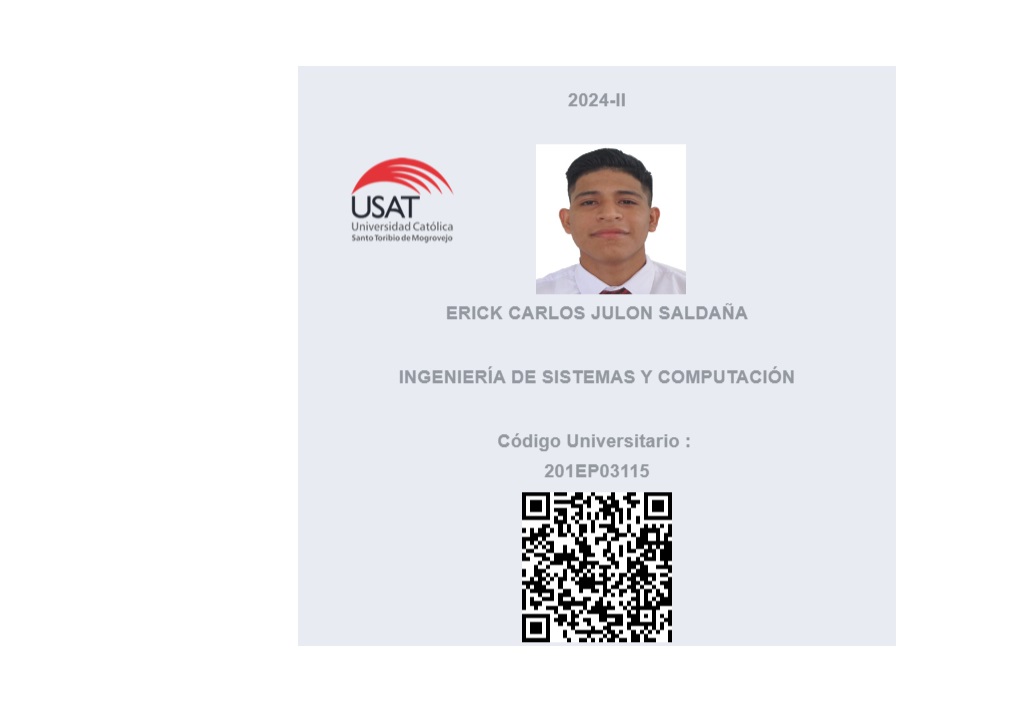 2024-II
USAT
Universidad Católica
Santo Toribio de Mogrovejo
ERICK CARLOS JULON SALDAÑA
INGENIERÍA DE SISTEMAS Y COMPUTACIÓN
Código Universitario :
201EP03115